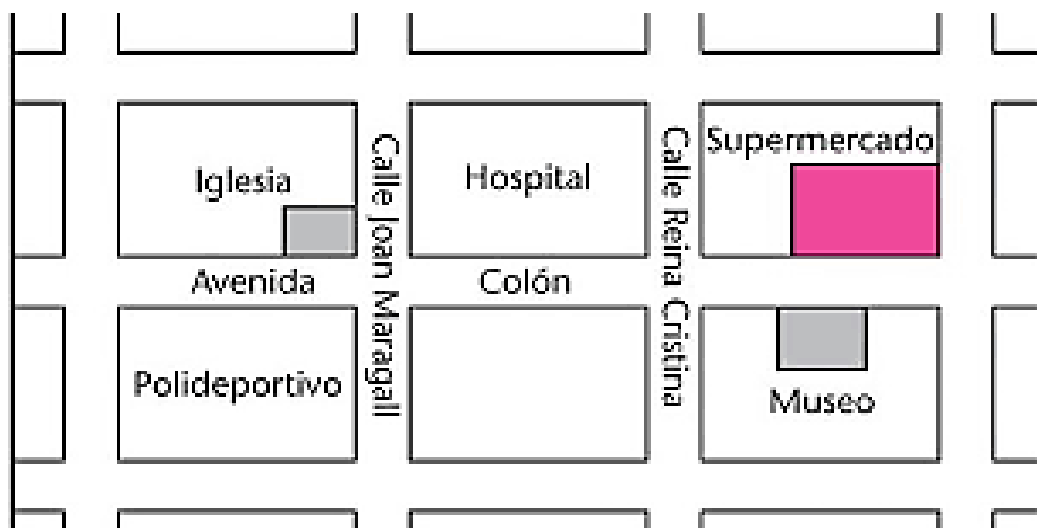 Supermercado
Iglesia
Hospital
Calle Joan Maragall
Calle Reina Cristina
Avenida Colón
Polideportivo
Museo